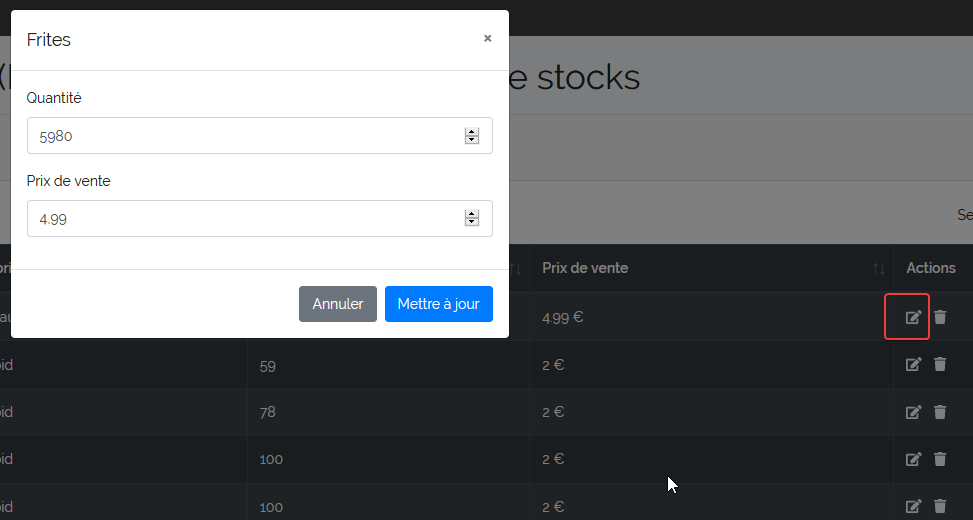 Frites
×
e stocks
Quantité
5980
Prix de vente
4.99
Se
Prix de vente
Actions
Annuler
Mettre à jour
4.99 €
59
2 €
78
2 €
100
2 €
100
2 €